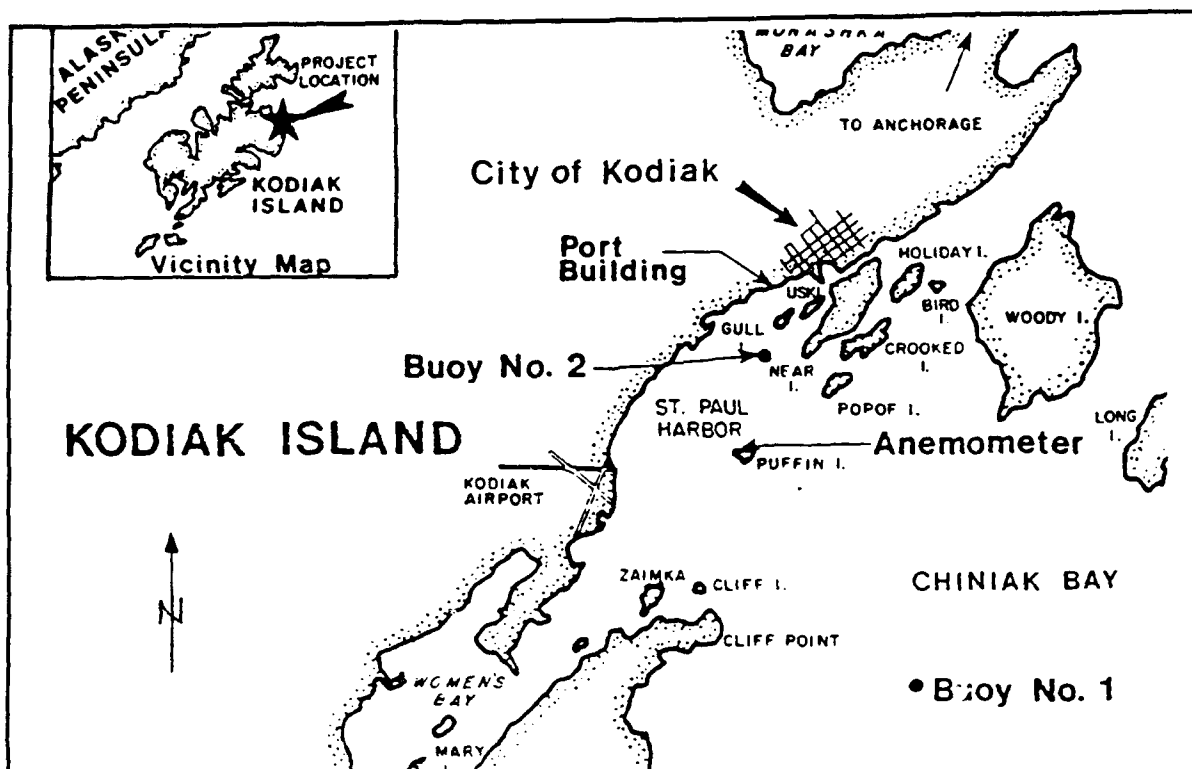 ALASKA
PENINSULA
PROJECT
LOCATION
KODIAK
ISLAND
Vicinity Map
BAY
TO ANCHORAGE
City of Kodiak
Port
Building
HOLIDAY I.
USKI
BIRD
I.
WOODY I.
GULL
CROOKED
I.
Buoy No. 2
NEAR
I.
POPOF I.
ST. PAUL
HARBOR
LONG
I.
KODIAK ISLAND
Anemometer
PUFFIN I.
KODIAK
AIRPORT
N
ZAIMKA
CLIFF I.
CHINIAK BAY
CLIFF POINT
WOMEN'S
BAY
Buoy No. 1
MARY